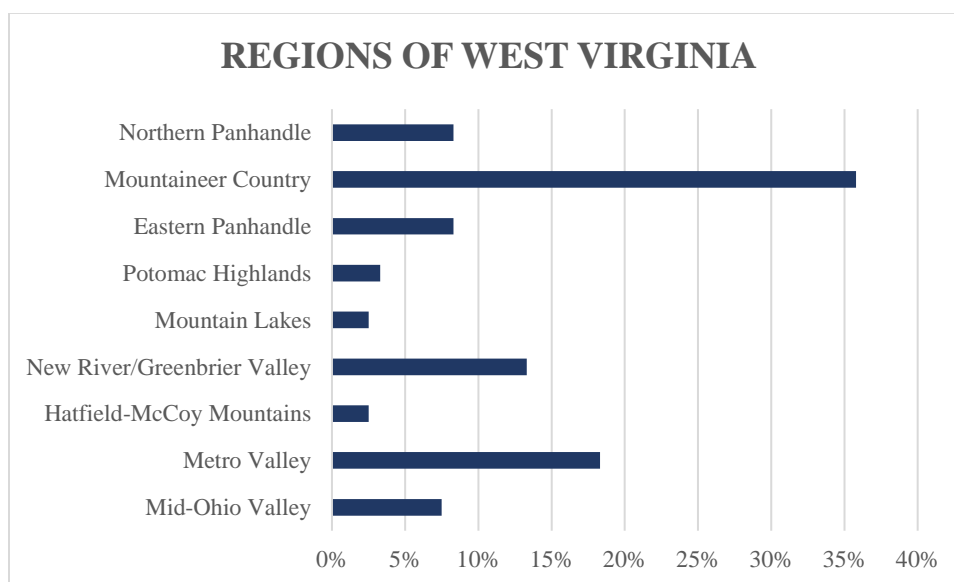 REGIONS OF WEST VIRGINIA
Northern Panhandle
Mountaineer Country
Eastern Panhandle
Potomac Highlands
Mountain Lakes
New River/Greenbrier Valley
Hatfield-McCoy Mountains
Metro Valley
Mid-Ohio Valley
0% 5% 10% 15% 20% 25% 30% 35% 40%